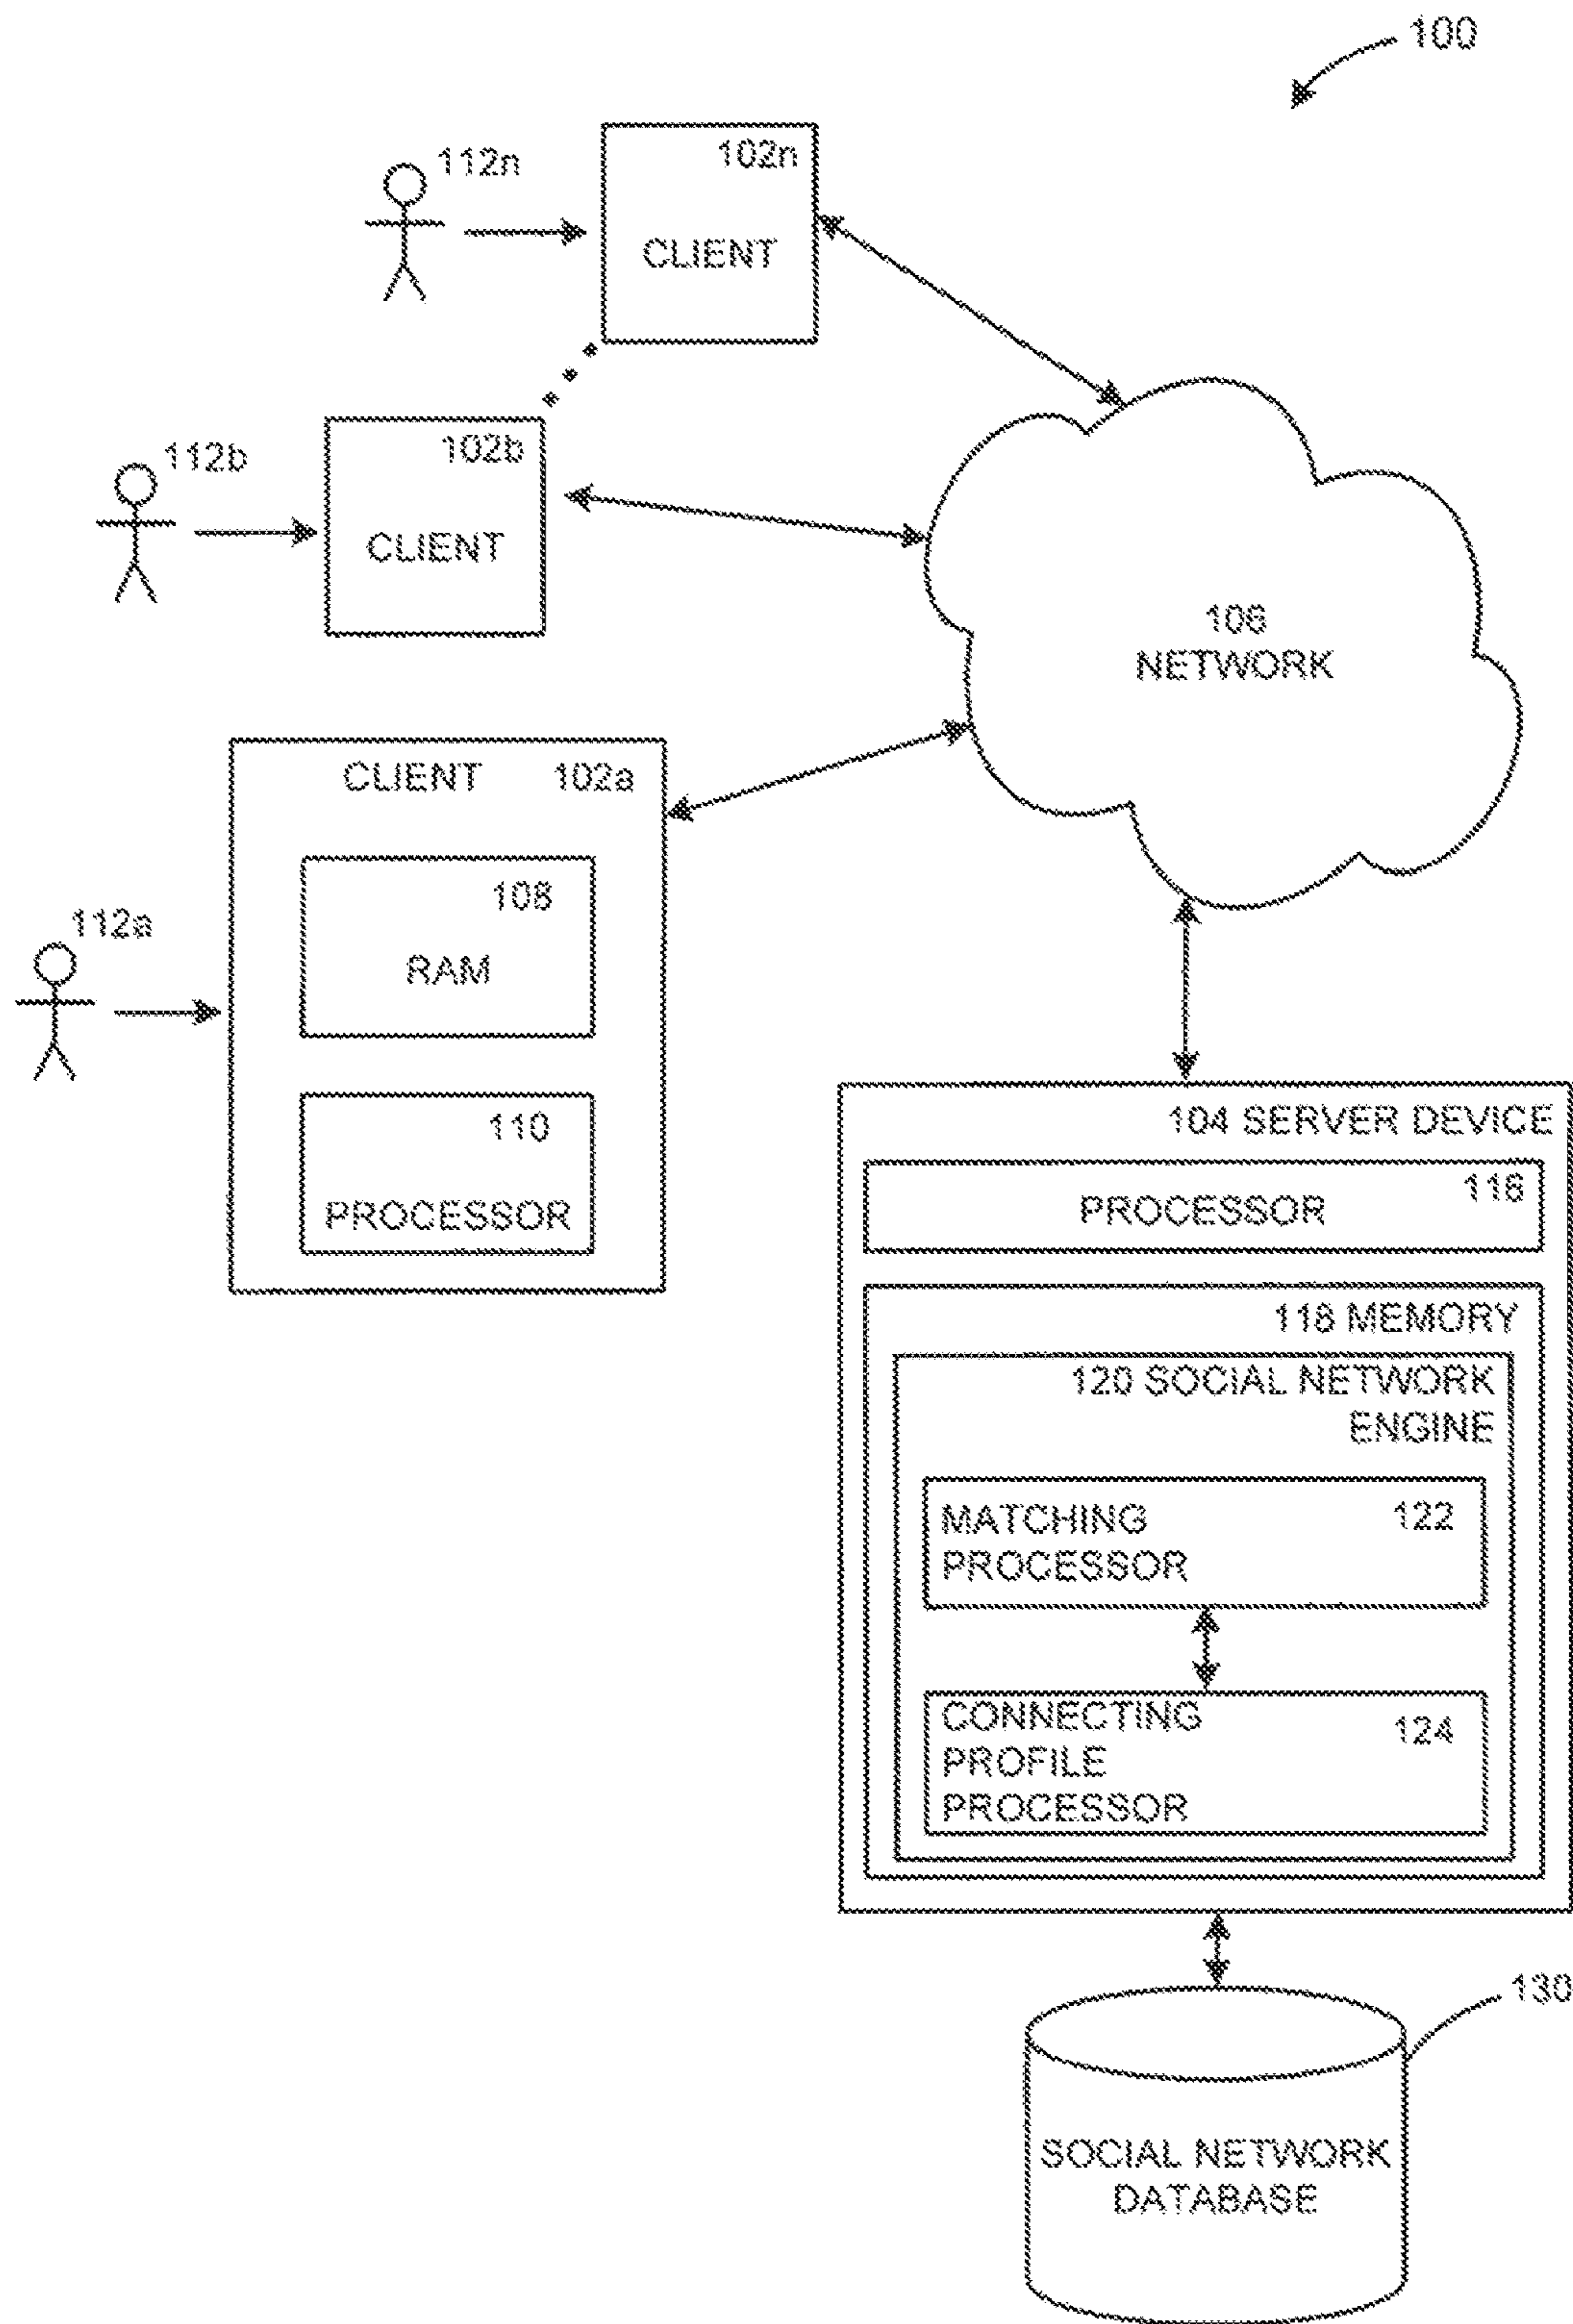 100
112n
102n
CLIENT
112b
102b
CLIENT
106
NETWORK
CLIENT 102a
108
RAM
112a
110
PROCESSOR
104 SERVER DEVICE
116
PROCESSOR
118 MEMORY
120 SOCIAL NETWORK
ENGINE
MATCHING 122
PROCESSOR
CONNECTING 124
PROFILE
PROCESSOR
130
SOCIAL NETWORK
DATABASE